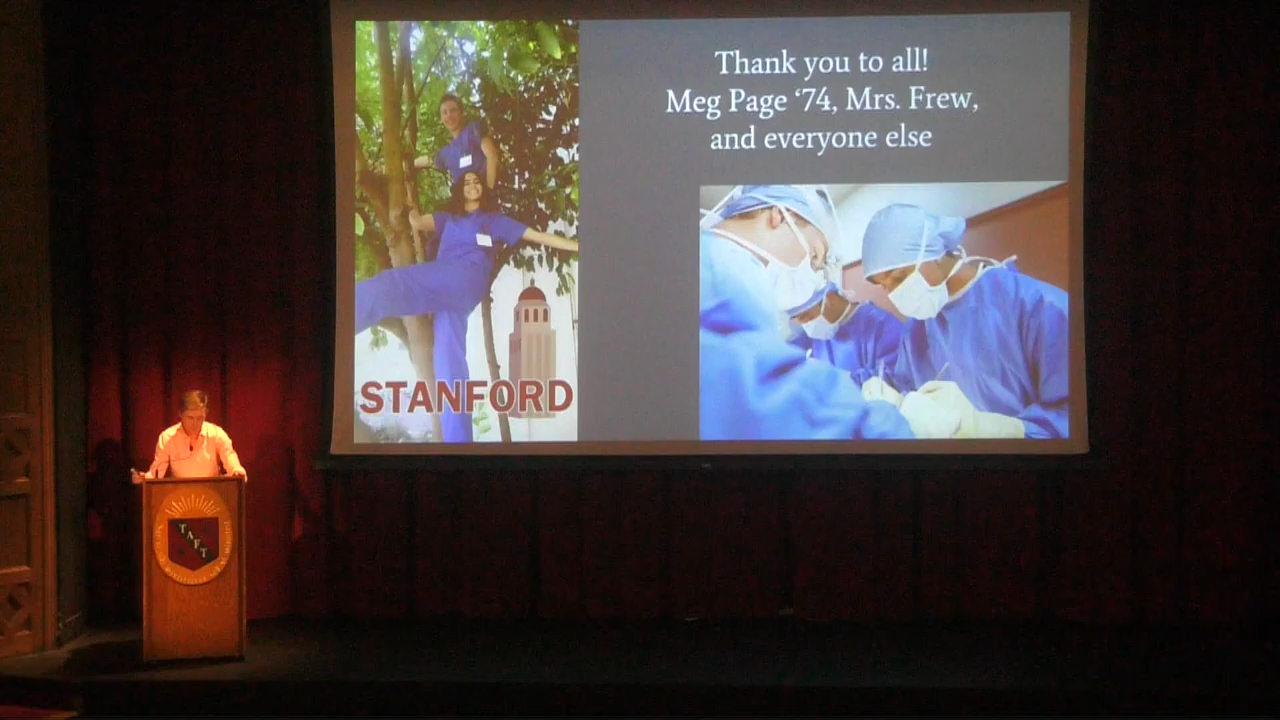 Thank you to all!
Meg Page ‘74, Mrs. Frew,
and everyone else
STANFORD
TAFT